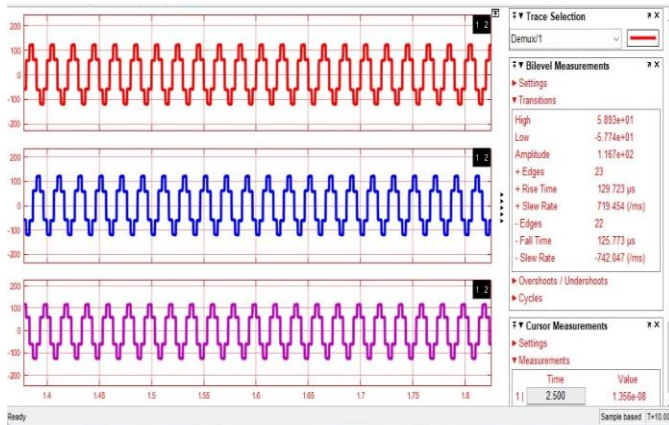 200
100
0
-100
-200
1 2
200
100
0
-100
-200
1 2
200
100
0
-100
-200
1 2
1.4 1.45 1.5 1.55 1.6 1.65 1.7 1.75 1.8
Trace Selection
Demux/1
Bilevel Measurements
Settings
Transitions
High 5.893e+01
Low -5.774e+01
Amplitude 1.167e+02
+ Edges 23
+ Rise Time 129.723 µs
+ Slew Rate 719.454 (/ms)
- Edges 22
- Fall Time 125.773 µs
- Slew Rate -742.047 (/ms)
Overshoots / Undershoots
Cycles
Cursor Measurements
Settings
Measurements
Time Value
1 | 2.500 1.356e-08
Ready Sample based T=10.00